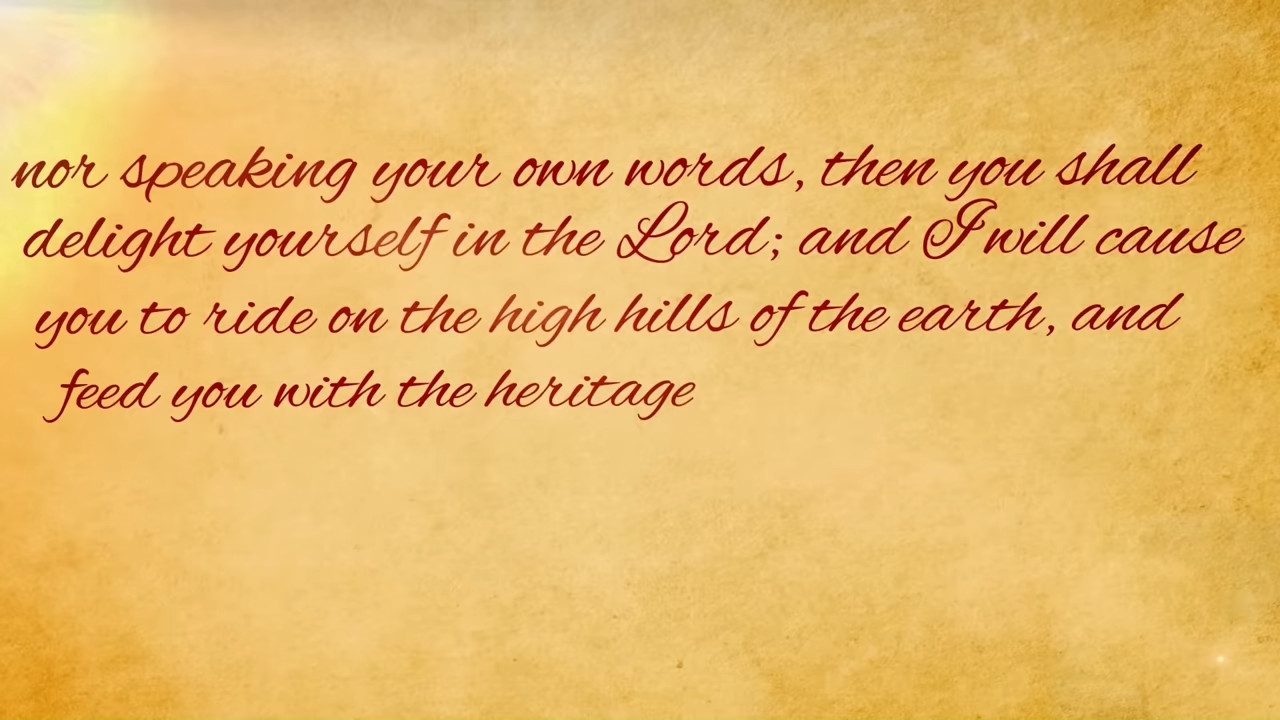 nor speaking your own words, then you shall
delight yourself in the Lord; and I will cause
you to ride on the high hills of the earth, and
feed you with the heritage